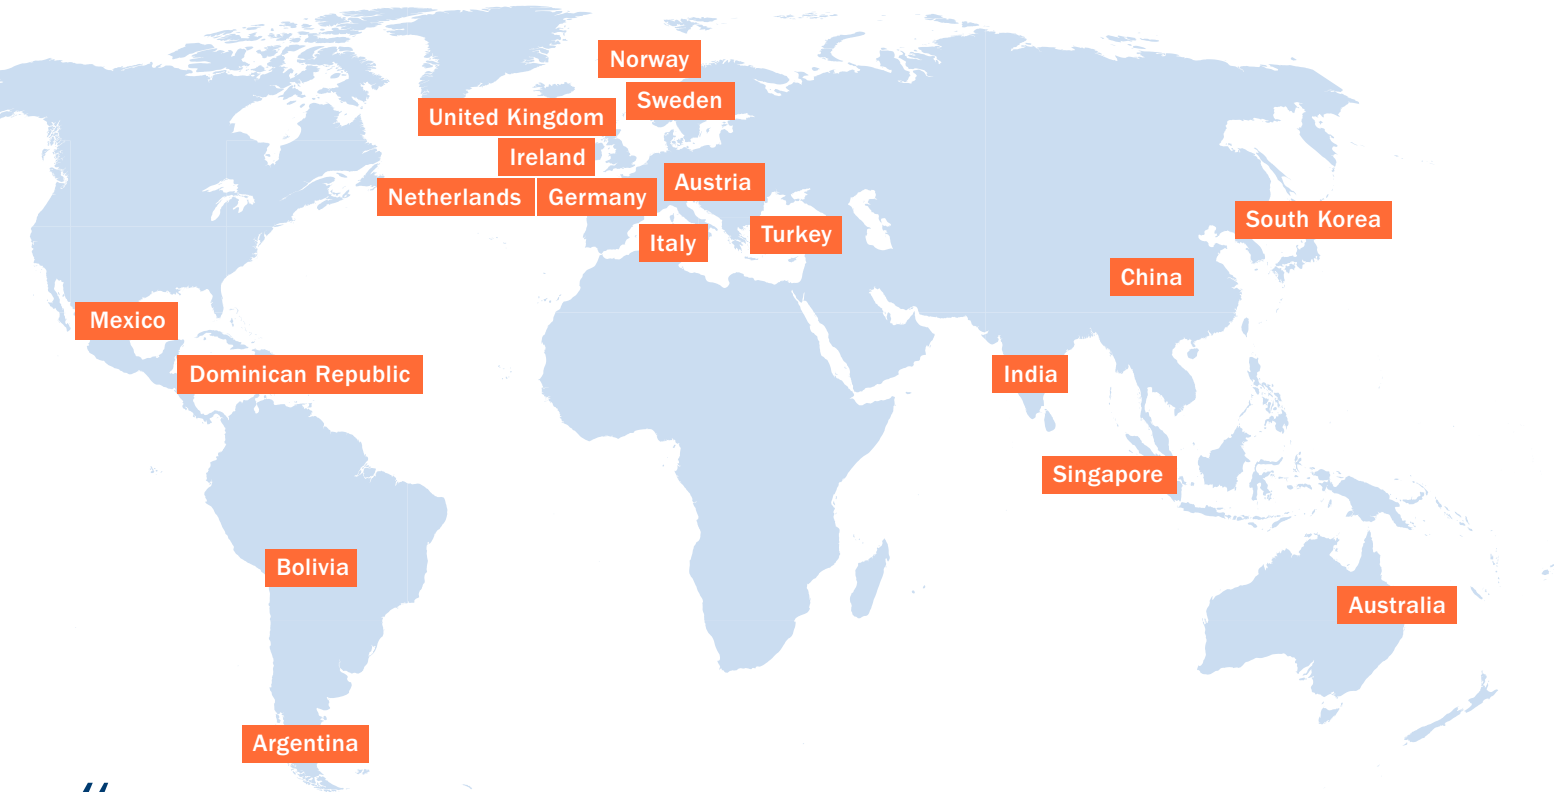 Norway
Sweden
United Kingdom
Ireland
Austria
Netherlands
Germany
South Korea
Turkey
Italy
China
Mexico
Dominican Republic
India
Singapore
Bolivia
Australia
Argentina